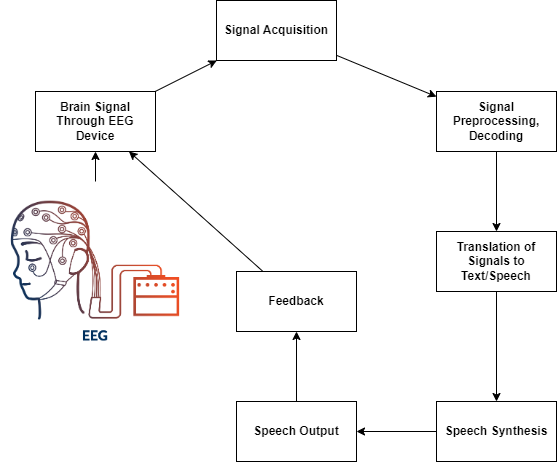 Signal Acquisition
Brain Signal
Through EEG
Device
Signal
Preprocessing,
Decoding
Translation of
Signals to
Text/Speech
Feedback
EEG
Speech Output
Speech Synthesis